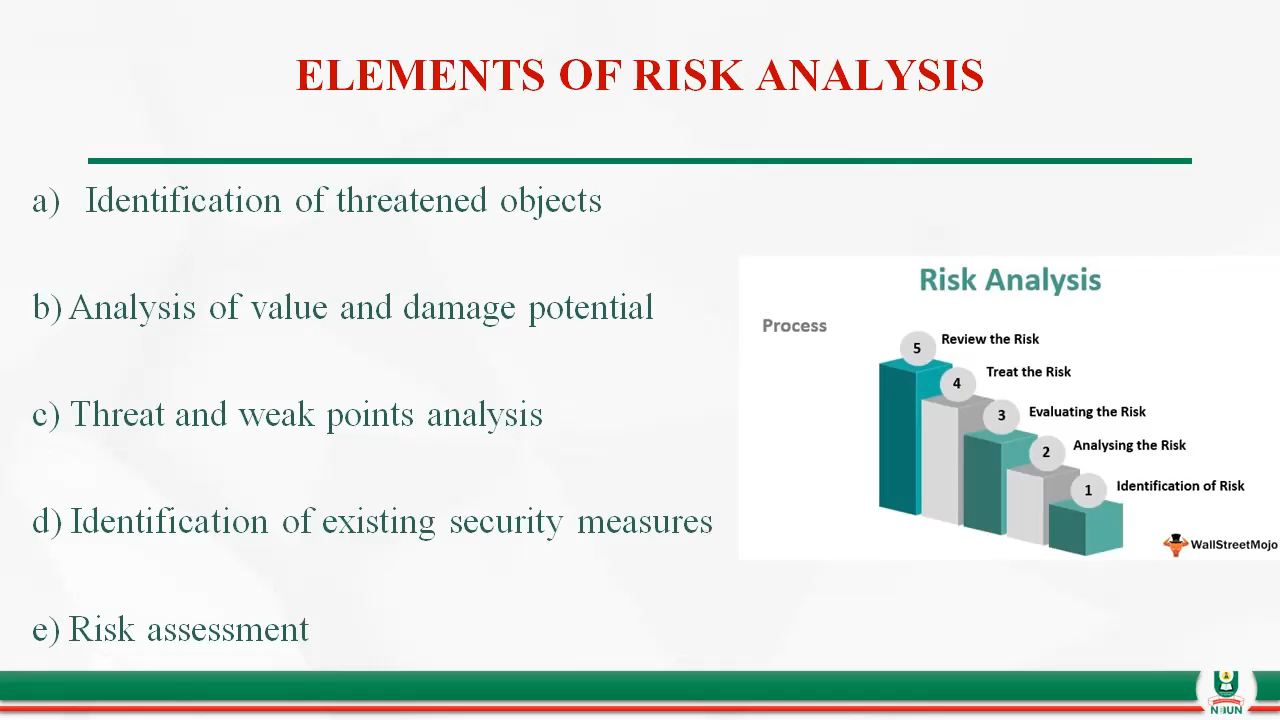 ELEMENTS OF RISK ANALYSIS
a) Identification of threatened objects
b) Analysis of value and damage potential
c) Threat and weak points analysis
d) Identification of existing security measures
e) Risk assessment
Risk Analysis
Process
5 Review the Risk
4 Treat the Risk
3 Evaluating the Risk
2 Analysing the Risk
1 Identification of Risk
WallStreetMojo
NOUN